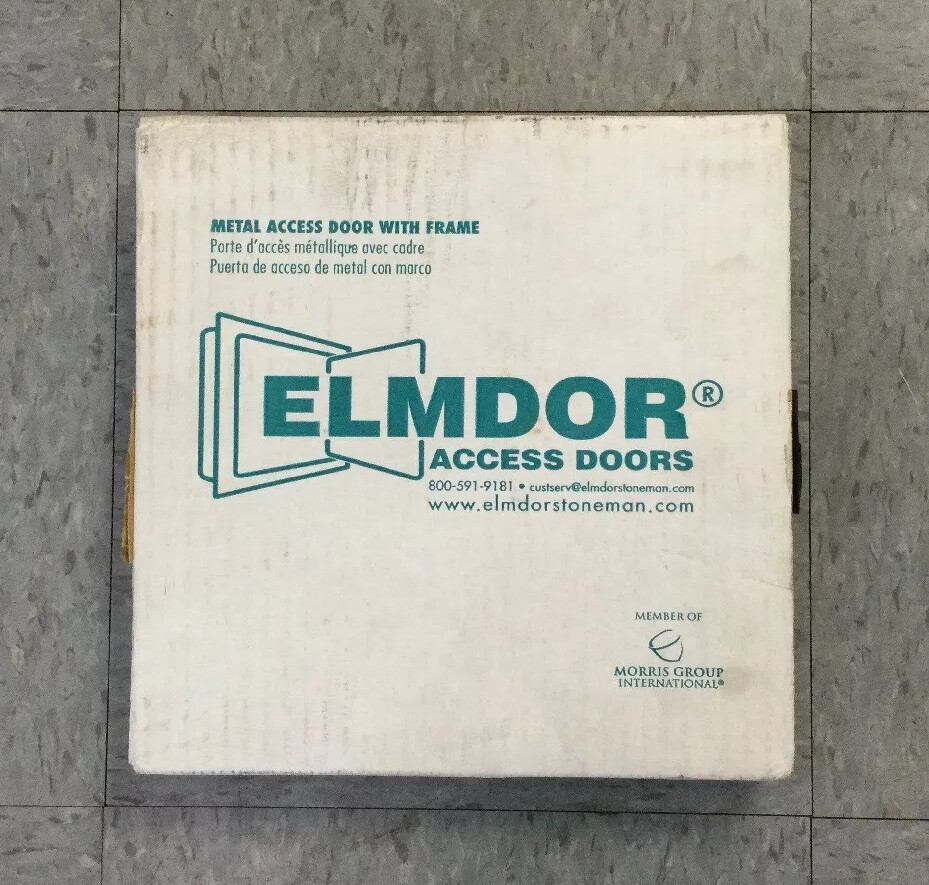 METAL ACCESS DOOR WITH FRAME
Porte d'accès métallique avec cadre
Puerta de acceso de metal con marco
ELMDOR®
ACCESS DOORS
800-591-9181 • custserv@elmdorstoneman.com
www.elmdorstoneman.com
MEMBER OF
MORRIS GROUP
INTERNATIONAL®